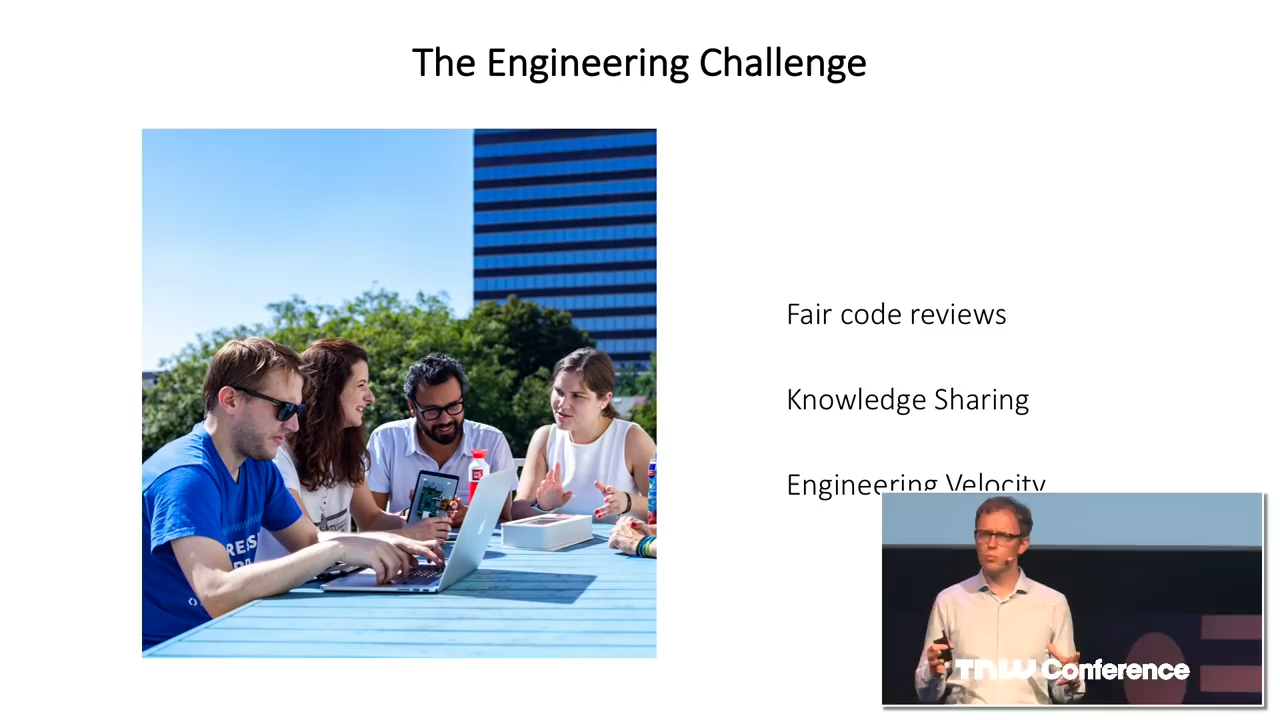 The Engineering Challenge
Fair code reviews
Knowledge Sharing
Engineering Velocity
TNW Conference